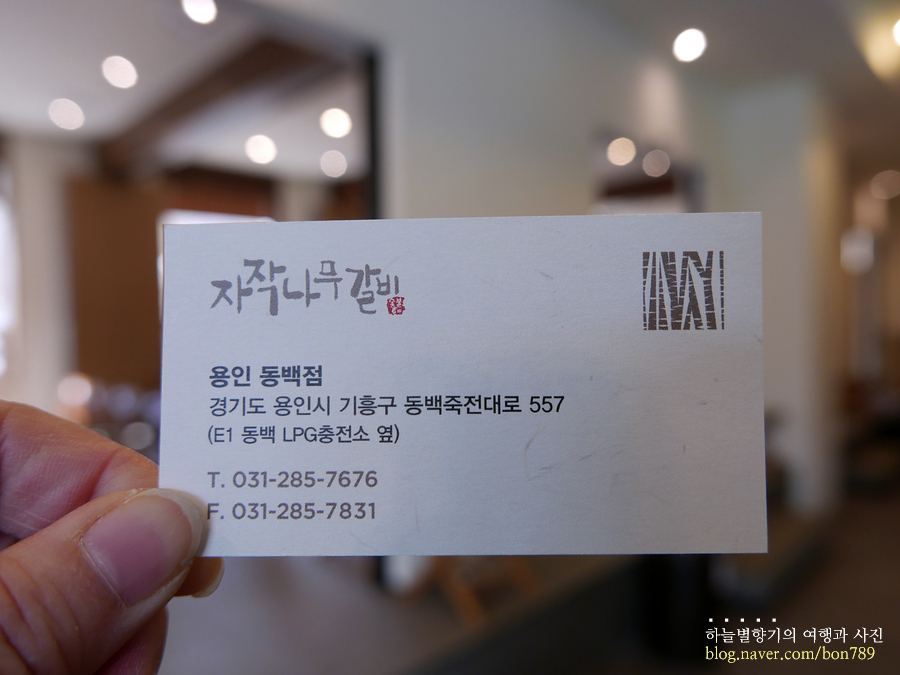 자작나무갈비
용인 동백점
경기도 용인시 기흥구 동백죽전대로 557
(E1 동백 LPG충전소 옆)
T. 031-285-7676
F. 031-285-7831
하늘별향기의 여행과 사진
blog.naver.com/bon789